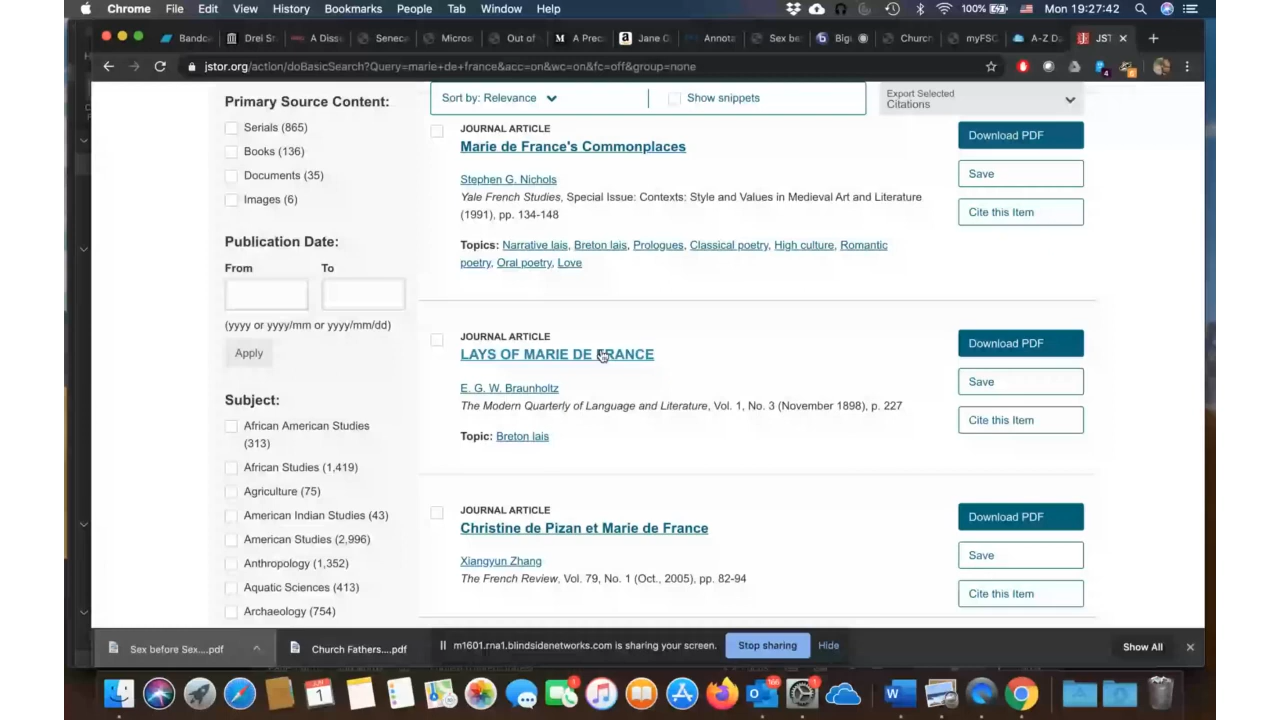 Chrome File Edit View History Bookmarks People Tab Window Help 100% Mon 19:27:42
Bandc Drei St A Diss Senec Micros Out of A Prec Jane G Annota Sex be Bigi Church myFSC A-Z D JST
jstor.org/action/doBasicSearch?Query=marie+de+france&acc=on&wc=on&fc=off&group=none
Primary Source Content:
Serials (865)
Books (136)
Documents (35)
Images (6)
Publication Date:
From To
(yyyy or yyyy/mm or yyyy/mm/dd)
Apply
Subject:
African American Studies
(313)
African Studies (1,419)
Agriculture (75)
American Indian Studies (43)
American Studies (2,996)
Anthropology (1,352)
Aquatic Sciences (413)
Archaeology (754)
Sort by: Relevance Show snippets
Export Selected
Citations
JOURNAL ARTICLE
Marie de France's Commonplaces
Stephen G. Nichols
Yale French Studies, Special Issue: Contexts: Style and Values in Medieval Art and Literature
(1991), pp. 134-148
Topics: Narrative lais, Breton lais, Prologues, Classical poetry, High culture, Romantic
poetry, Oral poetry, Love
Download PDF
Save
Cite this Item
JOURNAL ARTICLE
LAYS OF MARIE DE FRANCE
E. G. W. Braunholtz
The Modern Quarterly of Language and Literature, Vol. 1, No. 3 (November 1898), p. 227
Topic: Breton lais
Download PDF
Save
Cite this Item
JOURNAL ARTICLE
Christine de Pizan et Marie de France
Xiangyun Zhang
The French Review, Vol. 79, No. 1 (Oct., 2005), pp. 82-94
Download PDF
Save
Cite this Item
Sex before Sex....pdf Church Fathers....pdf m1601.rna1.blindsidenetworks.com is sharing your screen. Stop sharing Hide Show All